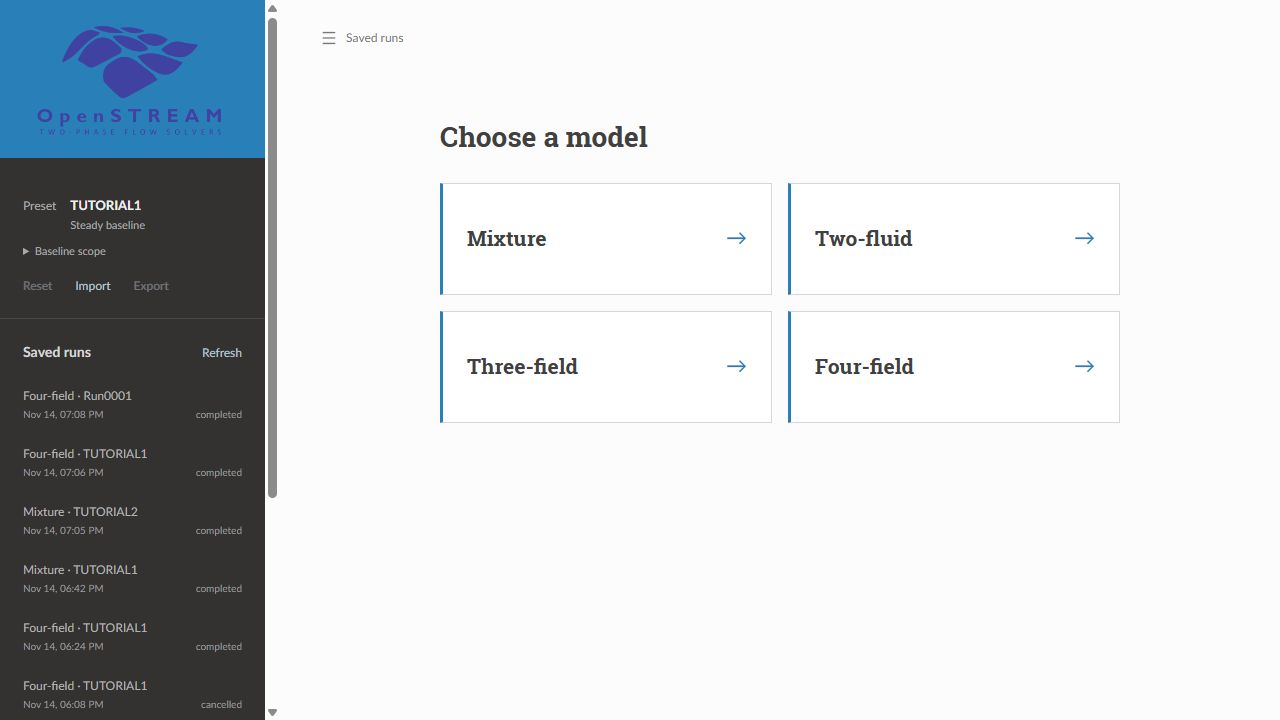 OpenSTREAM
TWO-PHASE FLOW SOLVERS
Preset TUTORIAL1
Steady baseline
Baseline scope
Reset Import Export
Saved runs Refresh
Four-field · Run0001
Nov 14, 07:08 PM completed
Four-field · TUTORIAL1
Nov 14, 07:06 PM completed
Mixture · TUTORIAL2
Nov 14, 07:05 PM completed
Mixture · TUTORIAL1
Nov 14, 06:42 PM completed
Four-field · TUTORIAL1
Nov 14, 06:24 PM completed
Four-field · TUTORIAL1
Nov 14, 06:08 PM cancelled
Saved runs
Choose a model
Mixture
Two-fluid
Three-field
Four-field